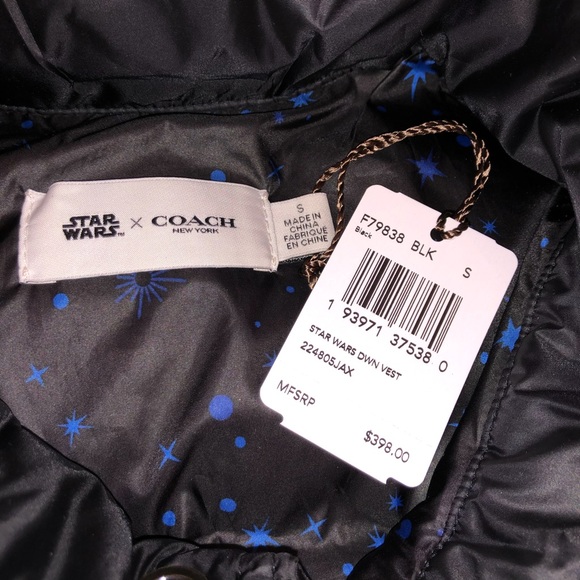 STAR WARS™ × COACH
NEW YORK
S
MADE IN
CHINA
FABRIQUÉ
EN CHINE
F79838 BLK S
Black
1 93971 37538 0
STAR WARS DWN VEST
224805JAX
MFSRP
$398.00